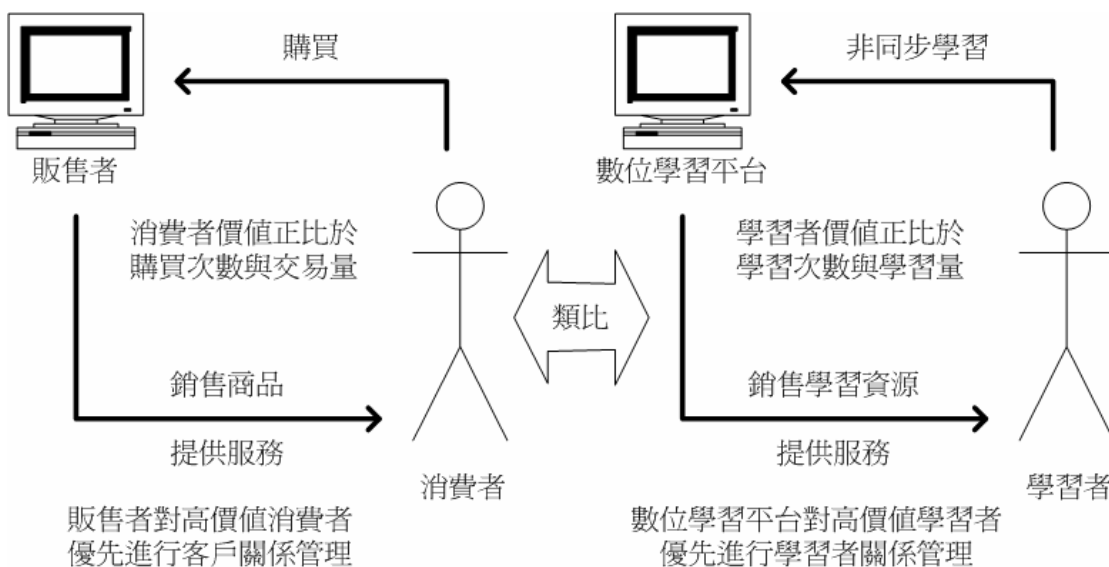 購買
販售者
消費者價值正比於
購買次數與交易量
銷售商品
提供服務
消費者
販售者對高價值消費者
優先進行客戶關係管理
類比
非同步學習
數位學習平台
學習者價值正比於
學習次數與學習量
銷售學習資源
提供服務
學習者
數位學習平台對高價值學習者
優先進行學習者關係管理